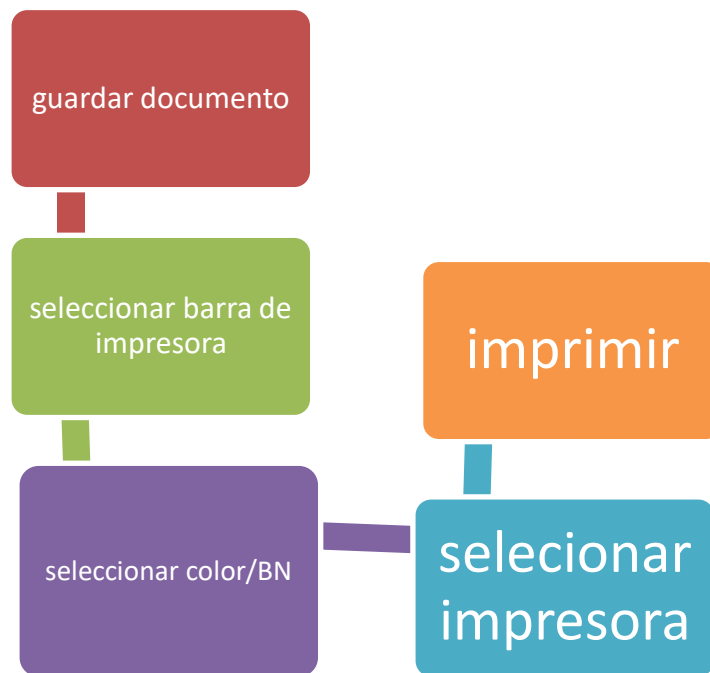 guardar documento
seleccionar barra de
impresora
seleccionar color/BN
selecionar
impresora
imprimir